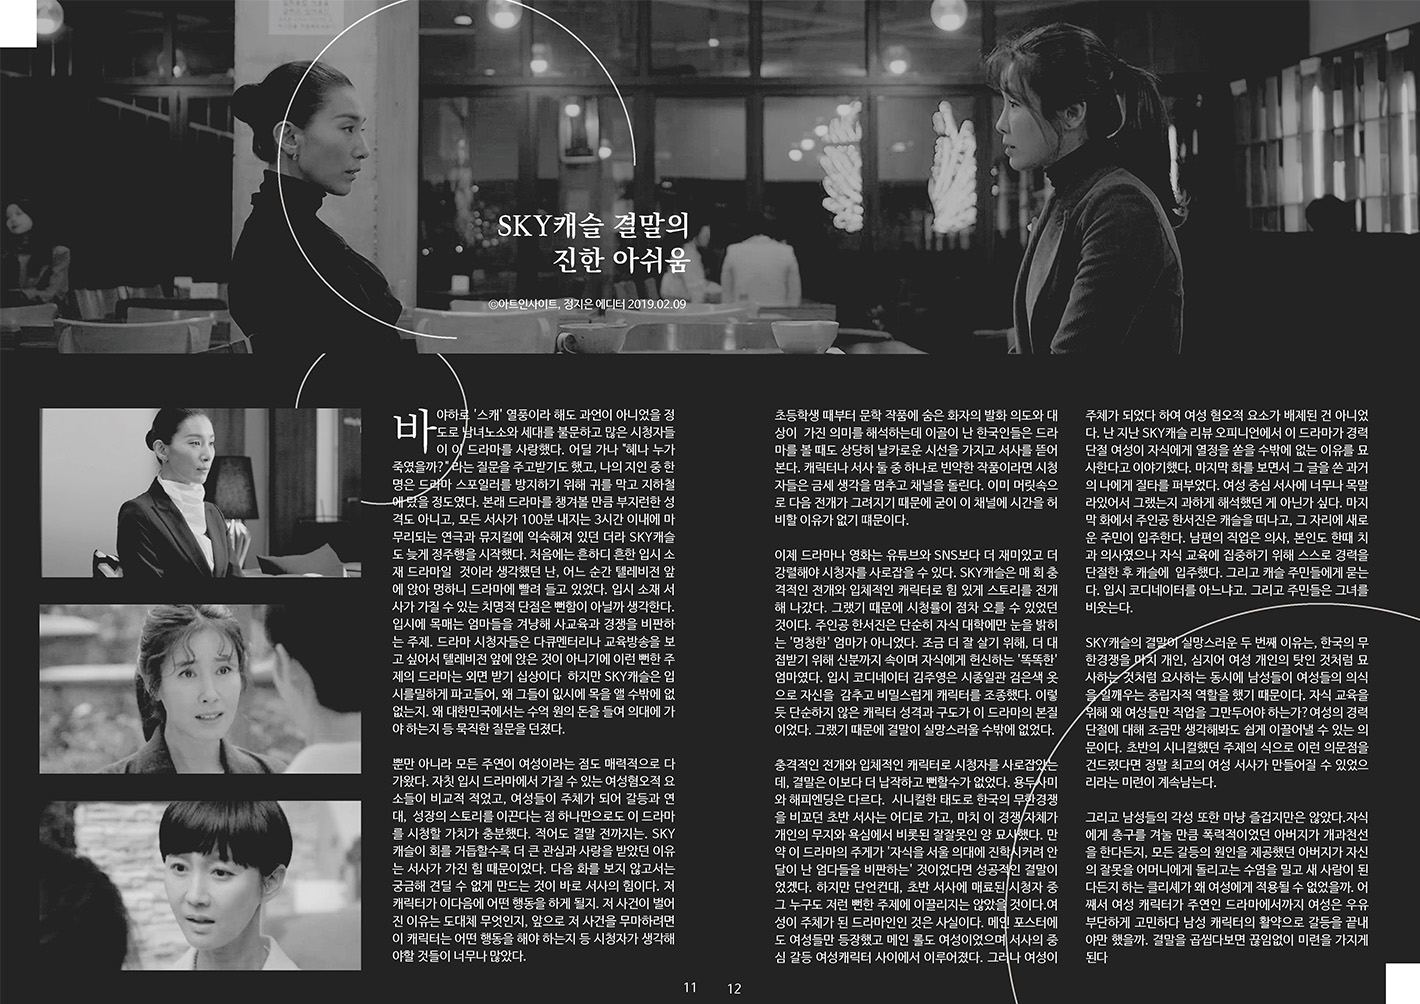 SKY캐슬 결말의
진한 아쉬움
©아트인사이트, 정지은 에디터 2019.02.09
바야하로 '스캐' 열풍이라 해도 과언이 아니었을 정
도로 남녀노소와 세대를 불문하고 많은 시청자들
이 이 드라마를 사랑했다. 어딜 가나 "혜나 누가
죽였을까?"라는 질문을 주고받기도 했고, 나의 지인 중 한
명은 드라마 스포일러를 방지하기 위해 귀를 막고 지하철
에 탔을 정도였다. 본래 드라마를 챙겨볼 만큼 부지런한 성
격도 아니고, 모든 서사가 100분 내지는 3시간 이내에 마
무리되는 연극과 뮤지컬에 익숙해져 있던 더라 SKY캐슬
도 늦게 정주행을 시작했다. 처음에는 흔하디 흔한 입시 소
재 드라마일 것이라 생각했던 난, 어느 순간 텔레비전 앞
에 앉아 멍하니 드라마에 빨려 들고 있었다. 입시 소재 서
사가 가질 수 있는 치명적 단점은 뻔함이 아닐까 생각한다.
입시에 목매는 엄마들을 겨냥해 사교육과 경쟁을 비판하
는 주제. 드라마 시청자들은 다큐멘터리나 교육방송을 보
고 싶어서 텔레비전 앞에 앉은 것이 아니기에 이런 뻔한 주
제의 드라마는 외면 받기 십상이다 하지만 SKY캐슬은 입
시를밀하게 파고들어, 왜 그들이 입시에 목을 앨 수밖에 없
없는지. 왜 대한민국에서는 수억 원의 돈을 들여 의대에 가
야 하는지 등 묵직한 질문을 던졌다.
뿐만 아니라 모든 주연이 여성이라는 점도 매력적으로 다
가왔다. 자칫 입시 드라마에서 가질 수 있는 여성혐오적 요
소들이 비교적 적었고, 여성들이 주체가 되어 갈등과 연
대, 성장의 스토리를 이끈다는 점 하나만으로도 이 드라마
를 시청할 가치가 충분했다. 적어도 결말 전까지는. SKY
캐슬이 회를 거듭할수록 더 큰 관심과 사랑을 받았던 이유
는 서사가 가진 힘 때문이었다. 다음 화를 보지 않고서는
궁금해 견딜 수 없게 만드는 것이 바로 서사의 힘이다. 저
캐릭터가 이다음에 어떤 행동을 하게 될지. 저 사건이 벌어
진 이유는 도대체 무엇인지, 앞으로 저 사건을 무마하려면
이 캐릭터는 어떤 행동을 해야 하는지 등 시청자가 생각해
야할 것들이 너무나 많았다.
초등학생 때부터 문학 작품에 숨은 화자의 발화 의도와 대
상이 가진 의미를 해석하는데 이골이 난 한국인들은 드라
마를 볼 때도 상당히 날카로운 시선을 가지고 서사를 뜯어
본다. 캐릭터나 서사 둘 중 하나로 빈약한 작품이라면 시청
자들은 금세 생각을 멈추고 채널을 돌린다. 이미 머릿속으
로 다음 전개가 그려지기 때문에 굳이 이 채널에 시간을 허
비할 이유가 없기 떄문이다.
이제 드라마나 영화는 유튜브와 SNS보다 더 재미있고 더
강렬해야 시청자를 사로잡을 수 있다. SKY캐슬은 매 회 충
격적인 전개와 입체적인 캐릭터로 힘 있게 스토리를 전개
해 나갔다. 그랬기 때문에 시청률이 점차 오를 수 있었던
것이다. 주인공 한서진은 단순히 자식 대학에만 눈을 밝히
는 '멍청한' 엄마가 아니었다. 조금 더 잘 살기 위해, 더 대
접받기 위해 신분까지 속이며 자식에게 헌신하는 '똑똑한'
엄마였다. 입시 코디네이터 김주영은 시종일관 검은색 옷
으로 자신을 감추고 비밀스럽게 캐릭터를 조종했다. 이렇
듯 단순하지 않은 캐릭터 성격과 구도가 이 드라마의 본질
이었다. 그랬기 때문에 결말이 실망스러울 수밖에 없었다.
충격적인 전개와 입체적인 캐릭터로 시청자를 사로잡았는
데, 결말은 이보다 더 납작하고 뻔할수가 없었다. 용두사미
와 해피엔딩은 다르다. 시니컬한 태도로 한국의 무한경쟁
을 비꼬던 초반 서사는 어디로 가고, 마치 이 경쟁 자체가
개인의 무지와 욕심에서 비롯된 잘잘못인 양 묘사했다. 만
약 이 드라마의 주게가 '자식을 서울 의대에 진학시커려 안
달이 난 엄다들을 비판하는' 것이었다면 성공적인 결말이
었겠다. 하지만 단언컨대, 초반 서사에 매료된 시청자 중
그 누구도 저런 뻔한 주제에 이끌리지는 않았을 것이다.여
성이 주체가 된 드라마인인 것은 사실이다. 메인 포스터에
도 여성들만 등장했고 메인 롤도 여성이었으며 서사의 중
심 갈등 여성캐릭터 사이에서 이루어졌다. 그러나 여성이
주체가 되었다 하여 여성 혐오적 요소가 배제된 건 아니었
다. 난 지난 SKY캐슬 리뷰 오피니언에서 이 드라마가 경력
단절 여성이 자식에게 열정을 쏟을 수밖에 없는 이유를 묘
사한다고 이야기했다. 마지막 화를 보면서 그 글을 쓴 과거
의 나에게 질타를 퍼부었다. 여성 중심 서사에 너무나 목말
라있어서 그랬는지 과하게 해석했던 게 아닌가 싶다. 마지
막 화에서 주인공 한서진은 캐슬을 떠나고, 그 자리에 새로
운 주민이 입주한다. 남편의 직업은 의사, 본인도 한때 치
과 의사였으나 자식 교육에 집중하기 위해 스스로 경력을
단절한 후 캐슬에 입주했다. 그리고 캐슬 주민들에게 묻는
다. 입시 코디네이터를 아느냐고. 그리고 주민들은 그녀를
비웃는다.
SKY캐슬의 결말이 실망스러운 두 번째 이유는, 한국의 무
한경쟁을 마치 개인, 심지어 여성 개인의 탓인 것처럼 묘
사하는 것처럼 요사하는 동시에 남성들이 여성들의 의식
을 일깨우는 중립자적 역할을 했기 때문이다. 자식 교육을
위해 왜 여성들만 직업을 그만두어야 하는가? 여성의 경력
단절에 대해 조금만 생각해봐도 쉽게 이끌어낼 수 있는 의
문이다. 초반의 시니컬했던 주제의 식으로 이런 의문점을
건드렸다면 정말 최고의 여성 서사가 만들어질 수 있었으
리라는 미련이 계속남는다.
그리고 남성들의 각성 또한 마냥 즐겁지만은 않았다.자식
에게 총구를 겨눌 만큼 폭력적이었던 아버지가 개과천선
을 한다든지, 모든 갈등의 원인을 제공했던 아버지가 자신
의 잘못을 어머니에게 돌리고는 수염을 밀고 새 사람이 된
다든지 하는 클리셰가 왜 여성에게 적용될 수 없었을까. 어
째서 여성 캐릭터가 주연인 드라마에서까지 여성은 우유
부단하게 고민하다 남성 캐릭터의 활약으로 갈등을 끝내
야만 했을까. 결말을 곱씹다보면 끊임없이 미련을 가지게
된다
11 12